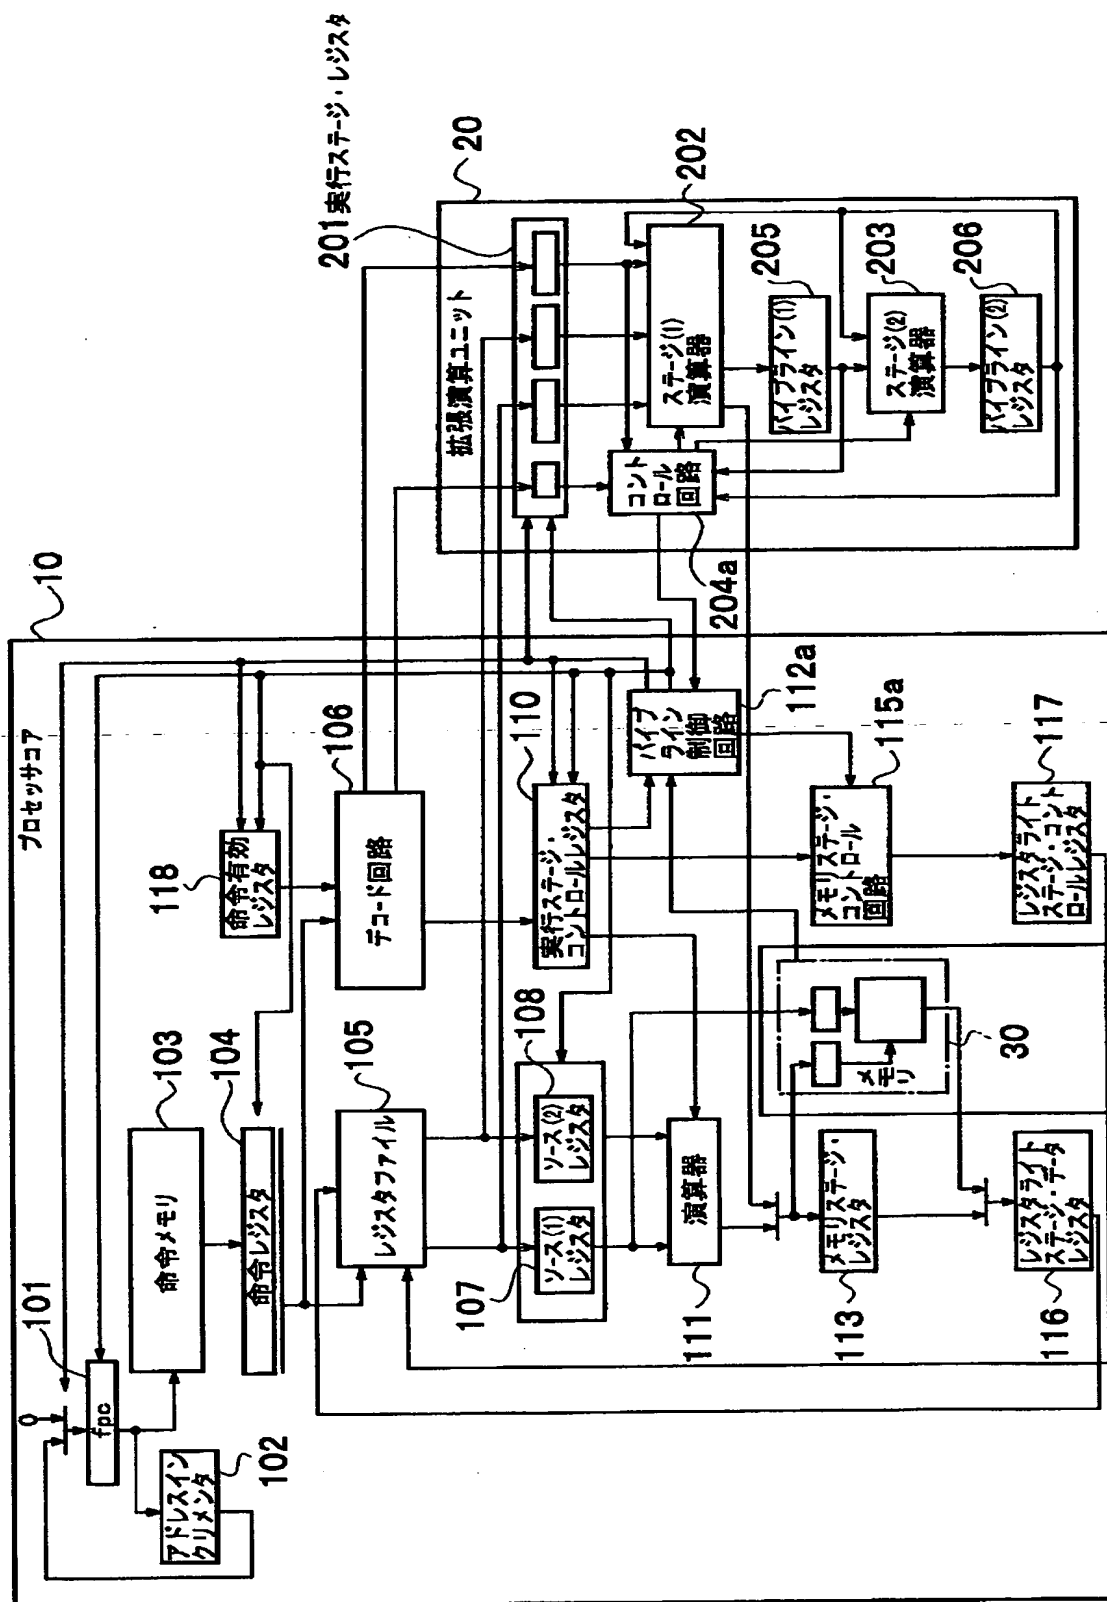 プロセッサコア
10
0
fpc
101
アドレスイン
クリメンタ
102
命令メモリ
103
命令レジスタ
104
命令有効
レジスタ
118
レジスタファイル
105
デコード回路
106
ソース(1)
レジスタ
107
ソース(2)
レジスタ
108
実行ステージ・
コントロールレジスタ
110
演算器
111
パイプ
ライン
制御
回路
112a
メモリステージ・
レジスタ
113
メモリ
30
メモリステージ・
コントロール
回路
115a
レジスタライト
ステージ・データ
レジスタ
116
レジスタライト
ステージ・コント
ロールレジスタ
117
拡張演算ユニット
20
201実行ステージ・レジスタ
ステージ(1)
演算器
202
コント
ロール
回路
204a
パイプライン(1)
レジスタ
205
ステージ(2)
演算器
203
パイプライン(2)
レジスタ
206